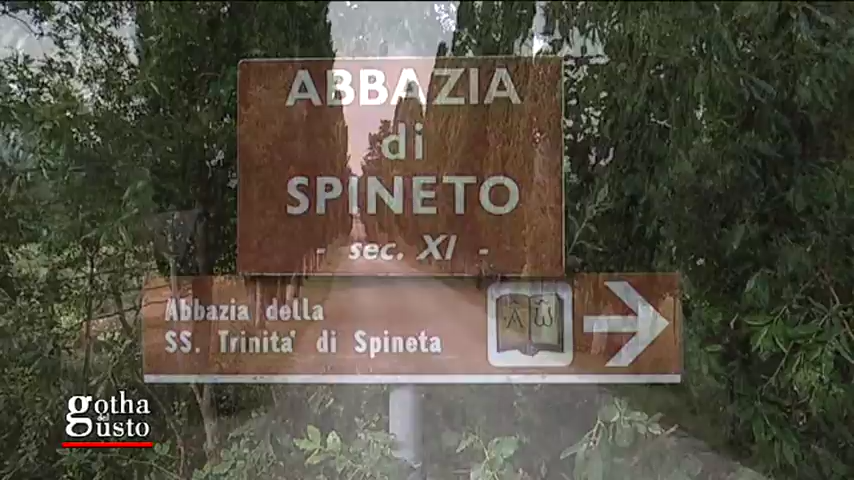 ABBAZIA
di
SPINETO
- sec. XI -
Abbazia della
SS. Trinita' di Spineta
A ω
gotha
del
gusto